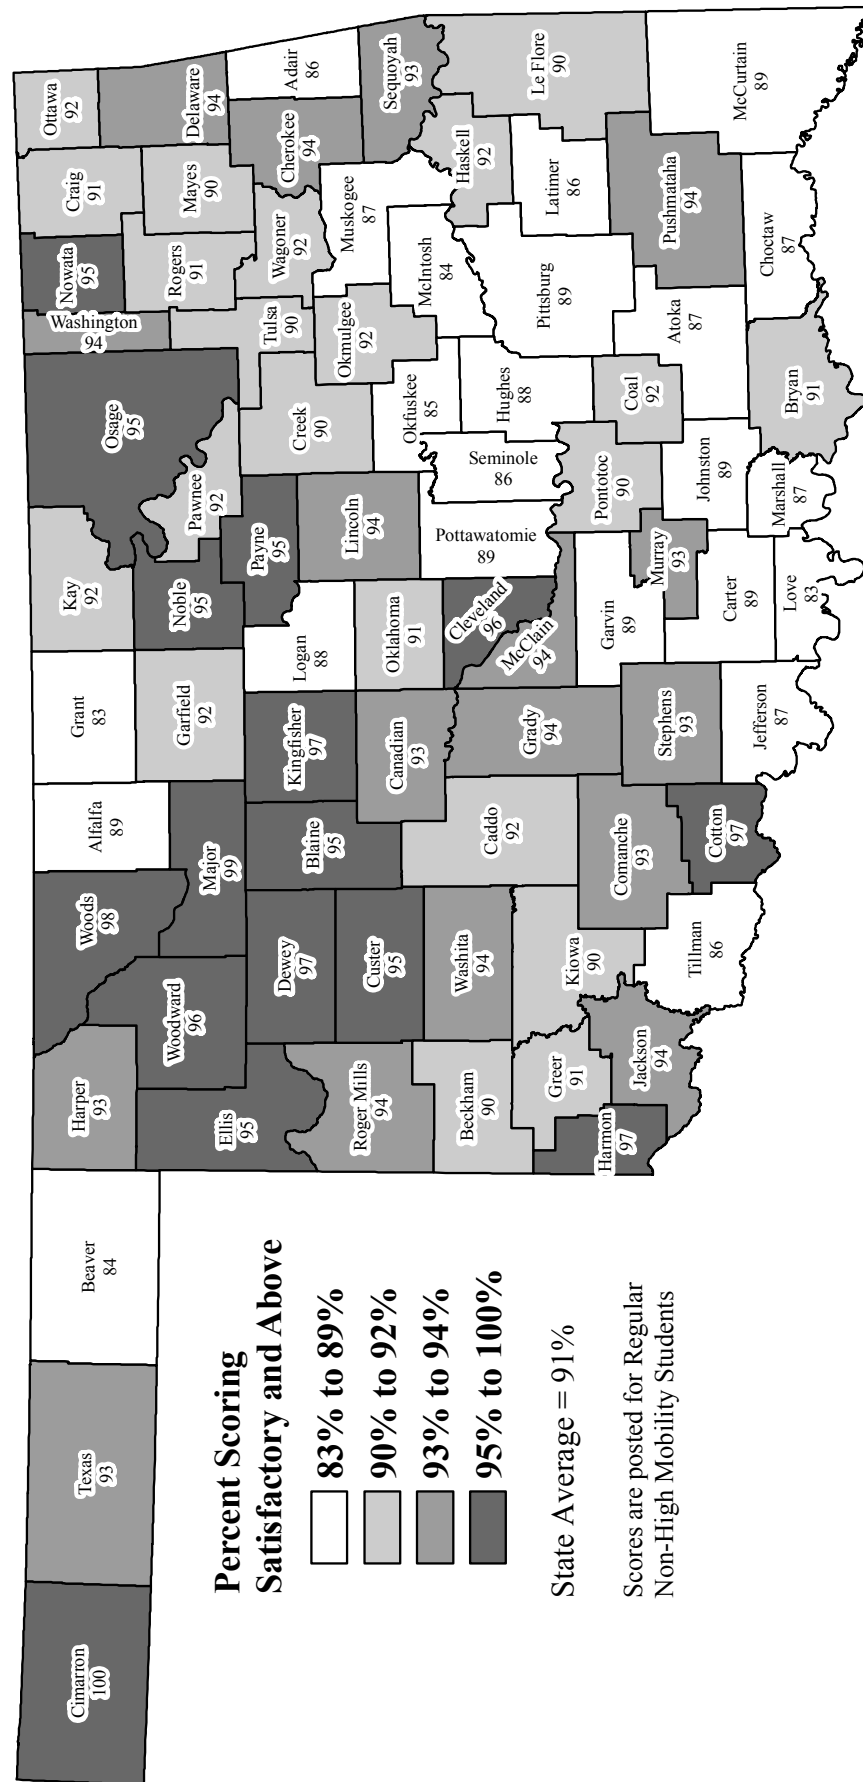 Cimarron
100
Texas
93
Beaver
84
Harper
93
Woods
98
Alfalfa
89
Grant
83
Kay
92
Osage
95
Washington
94
Nowata
95
Craig
91
Ottawa
92
Ellis
95
Woodward
96
Major
99
Garfield
92
Noble
95
Pawnee
92
Rogers
91
Mayes
90
Delaware
94
Roger Mills
94
Dewey
97
Blaine
95
Kingfisher
97
Logan
88
Payne
95
Creek
90
Tulsa
90
Wagoner
92
Cherokee
94
Adair
86
Beckham
90
Custer
95
Washita
94
Caddo
92
Canadian
93
Oklahoma
91
Lincoln
94
Okfuskee
85
Okmulgee
92
Muskogee
87
McIntosh
84
Sequoyah
93
Harmon
97
Greer
91
Kiowa
90
Jackson
94
Tillman
86
Comanche
93
Cotton
97
Grady
94
Stephens
93
Jefferson
87
Cleveland
96
McClain
94
Garvin
89
Murray
93
Carter
89
Love
83
Pottawatomie
89
Seminole
86
Hughes
88
Pontotoc
90
Coal
92
Johnston
89
Marshall
87
Bryan
91
Atoka
87
Pittsburg
89
Haskell
92
Latimer
86
Le Flore
90
Pushmataha
94
Choctaw
87
McCurtain
89
Percent Scoring
Satisfactory and Above
83% to 89%
90% to 92%
93% to 94%
95% to 100%
State Average = 91%
Scores are posted for Regular
Non-High Mobility Students